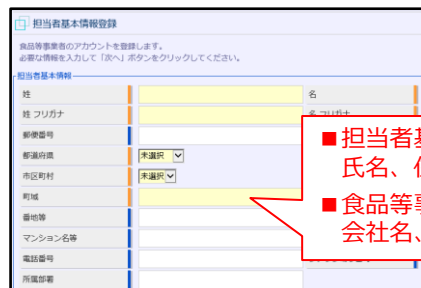 担当者基本情報登録
食品等事業者のアカウントを登録します。
必要な情報を入力して「次へ」ボタンをクリックしてください。
担当者基本情報
姓
名
姓 フリガナ
郵便番号
都道府県 未選択
市区町村 未選択
町域
番地等
マンション名等
電話番号
所属部署
■担当者
氏名、
■食品等
会社名、